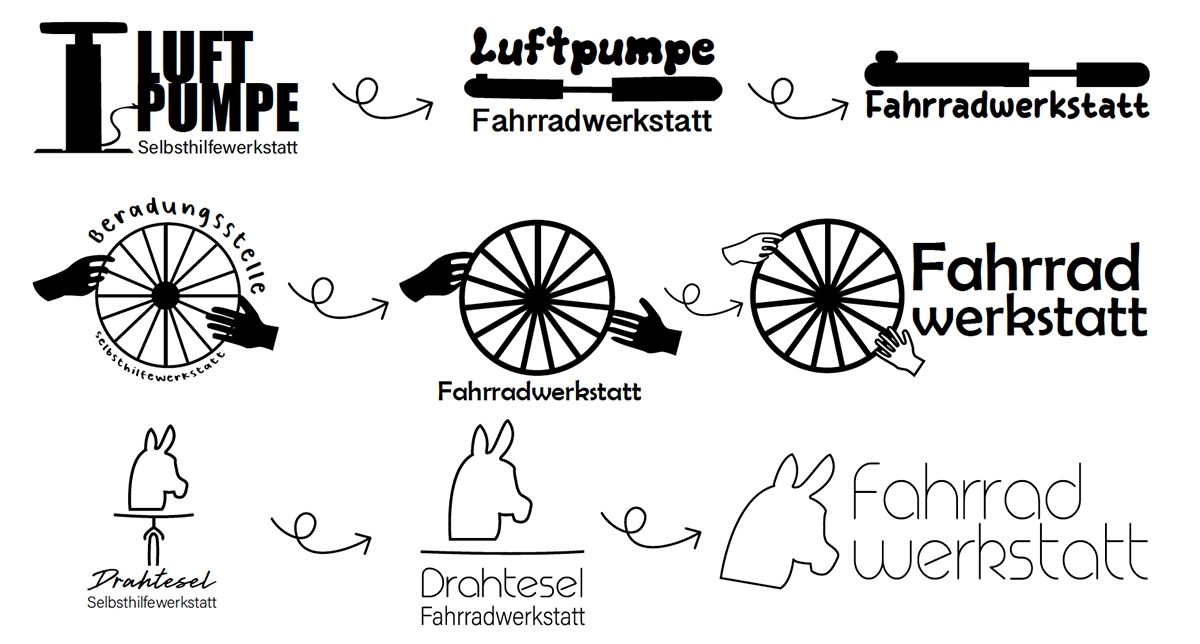 LUFT
PUMPE
Selbsthilfewerkstatt
Luftpumpe
Fahrradwerkstatt
Fahrradwerkstatt
Beradungsstelle
selbsthilfewerkstatt
Fahrradwerkstatt
Fahrrad
werkstatt
Drahtesel
Selbsthilfewerkstatt
Drahtesel
Fahrradwerkstatt
Fahrrad
werkstatt